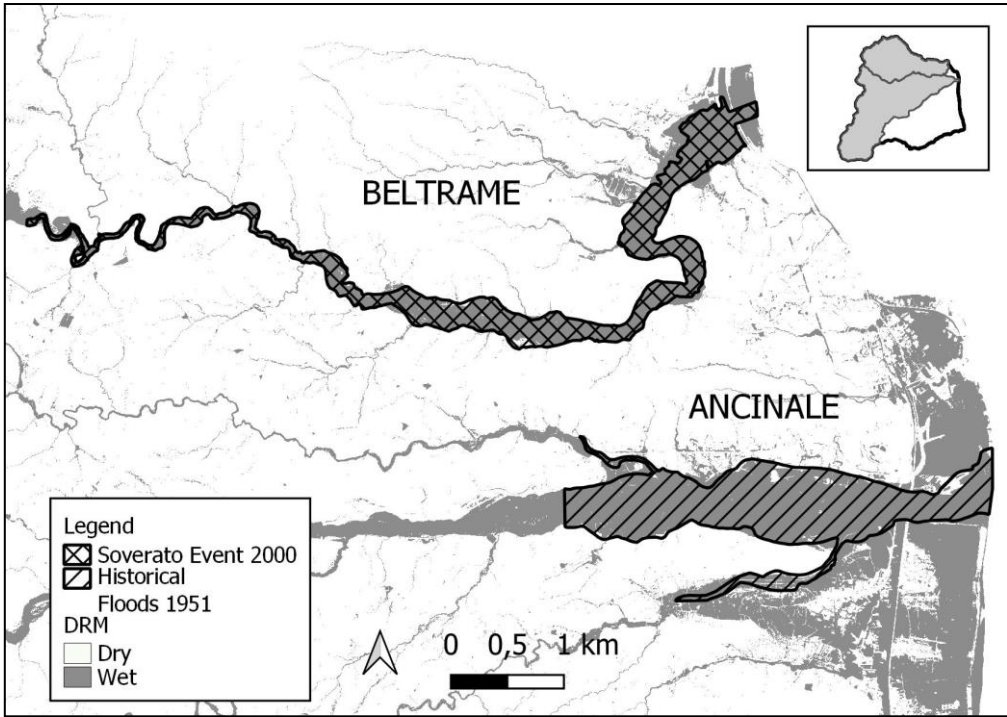 BELTRAME
ANCINALE
Legend
Soverato Event 2000
Historical
Floods 1951
DRM
Dry
Wet
0 0,5 1 km